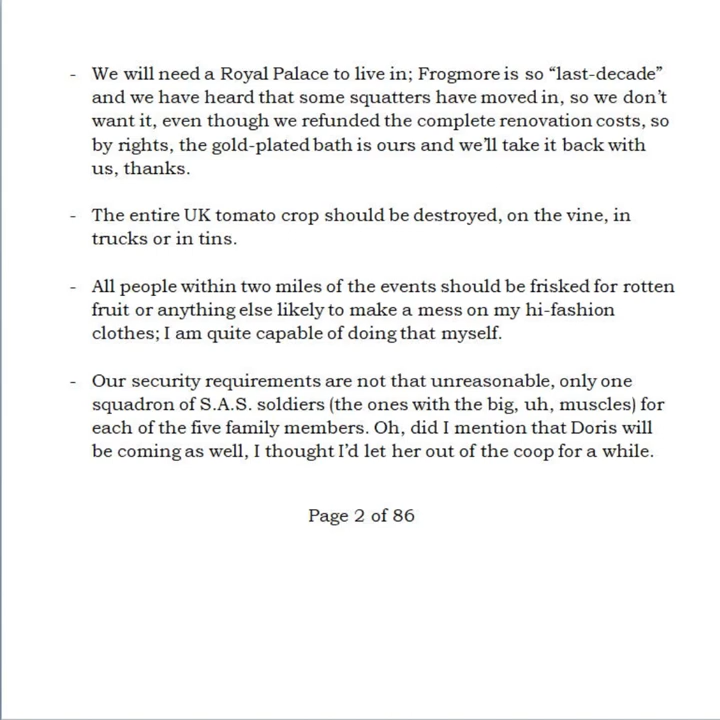 - We will need a Royal Palace to live in; Frogmore is so “last-decade”
and we have heard that some squatters have moved in, so we don’t
want it, even though we refunded the complete renovation costs, so
by rights, the gold-plated bath is ours and we’ll take it back with
us, thanks.
- The entire UK tomato crop should be destroyed, on the vine, in
trucks or in tins.
- All people within two miles of the events should be frisked for rotten
fruit or anything else likely to make a mess on my hi-fashion
clothes; I am quite capable of doing that myself.
- Our security requirements are not that unreasonable, only one
squadron of S.A.S. soldiers (the ones with the big, uh, muscles) for
each of the five family members. Oh, did I mention that Doris will
be coming as well, I thought I’d let her out of the coop for a while.
Page 2 of 86